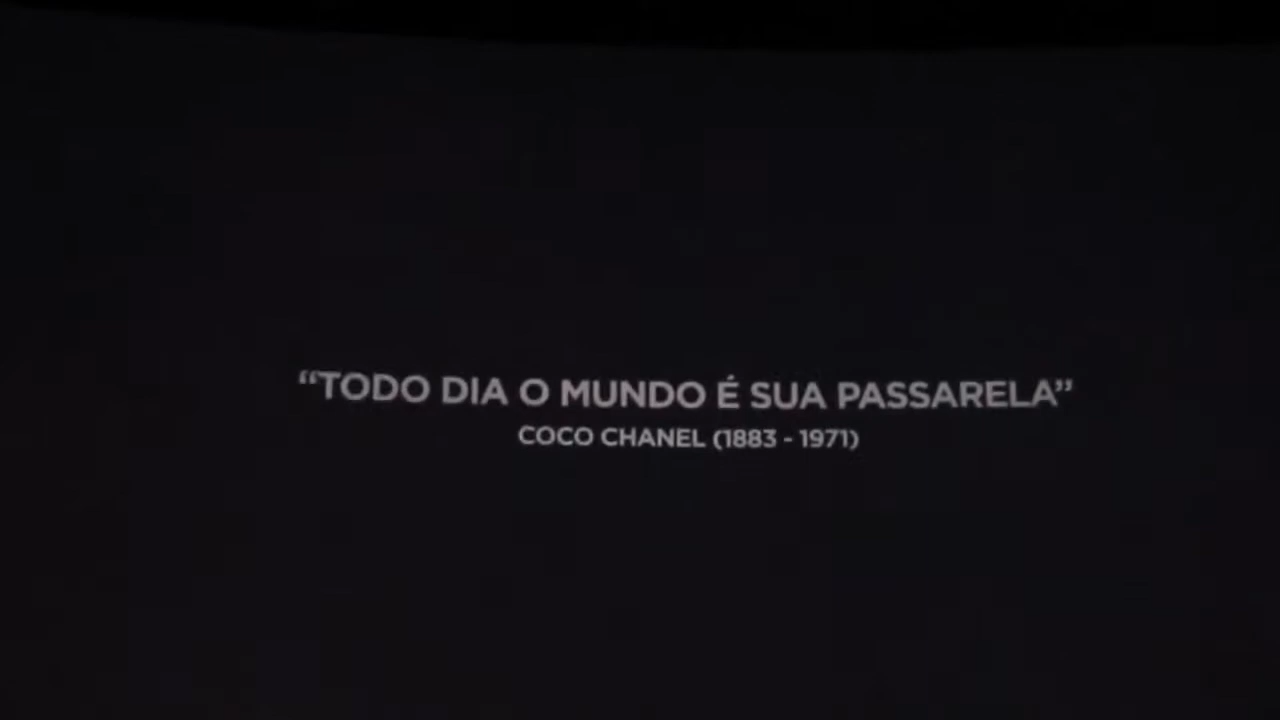 “TODO DIA O MUNDO É SUA PASSARELA”
COCO CHANEL (1883 - 1971)